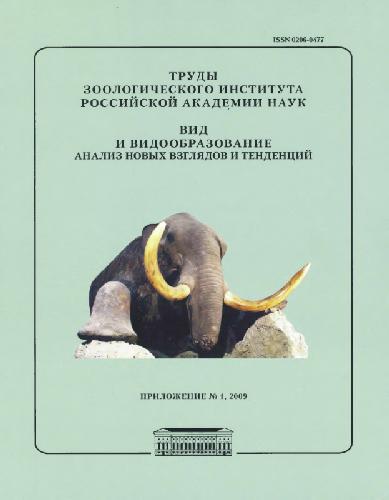 ISSN 0206-0477
ТРУДЫ
ЗООЛОГИЧЕСКОГО ИНСТИТУТА
РОССИЙСКОЙ АКАДЕМИИ НАУК
ВИД
И ВИДООБРАЗОВАНИЕ
АНАЛИЗ НОВЫХ ВЗГЛЯДОВ И ТЕНДЕНЦИЙ
ПРИЛОЖЕНИЕ № 1, 2009